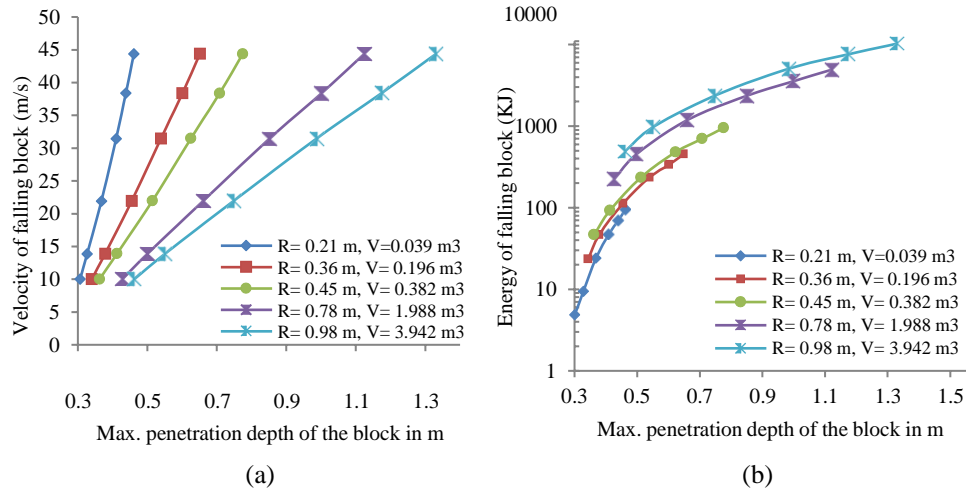 50
45
40
35
30
25
20
15
10
5
0
Velocity of falling block (m/s)
R= 0.21 m, V=0.039 m3
R= 0.36 m, V= 0.196 m3
R= 0.45 m, V= 0.382 m3
R= 0.78 m, V= 1.988 m3
R= 0.98 m, V= 3.942 m3
0.3 0.5 0.7 0.9 1.1 1.3
Max. penetration depth of the block in m
(a)
10000
1000
100
10
1
Energy of falling block (KJ)
R= 0.21 m, V=0.039 m3
R= 0.36 m, V= 0.196 m3
R= 0.45 m, V= 0.382 m3
R= 0.78 m, V= 1.988 m3
R= 0.98 m, V= 3.942 m3
0.3 0.5 0.7 0.9 1.1 1.3 1.5
Max. penetration depth of the block in m
(b)